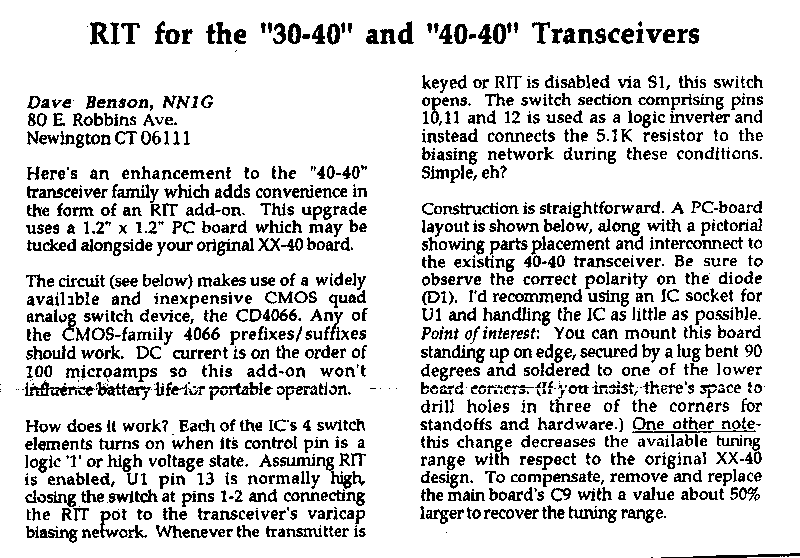 RIT for the "30-40" and "40-40" Transceivers
Dave Benson, NN1G
80 E. Robbins Ave.
Newington CT 06111
Here's an enhancement to the "40-40"
transceiver family which adds convenience in
the form of an RIT add-on. This upgrade
uses a 1.2" x 1.2" PC board which may be
tucked alongside your original XX-40 board.
The circuit (see below) makes use of a widely
available and inexpensive CMOS quad
analog switch device, the CD4066. Any of
the CMOS-family 4066 prefixes/suffixes
should work. DC current is on the order of
100 microamps so this add-on won't
influence battery life for portable operation.
How does it work? Each of the IC's 4 switch
elements turns on when its control pin is a
logic '1' or high voltage state. Assuming RIT
is enabled, U1 pin 13 is normally high,
closing the switch at pins 1-2 and connecting
the RIT pot to the transceiver's varicap
biasing network. Whenever the transmitter is
keyed or RIT is disabled via S1, this switch
opens. The switch section comprising pins
10,11 and 12 is used as a logic inverter and
instead connects the 5.1K resistor to the
biasing network during these conditions.
Simple, eh?
Construction is straightforward. A PC-board
layout is shown below, along with a pictorial
showing parts placement and interconnect to
the existing 40-40 transceiver. Be sure to
observe the correct polarity on the diode
(D1). I'd recommend using an IC socket for
U1 and handling the IC as little as possible.
Point of interest: You can mount this board
standing up on edge, secured by a lug bent 90
degrees and soldered to one of the lower
board corners. (If you insist, there's space to
drill holes in three of the corners for
standoffs and hardware.) One other note-
this change decreases the available tuning
range with respect to the original XX-40
design. To compensate, remove and replace
the main board's C9 with a value about 50%
larger to recover the tuning range.